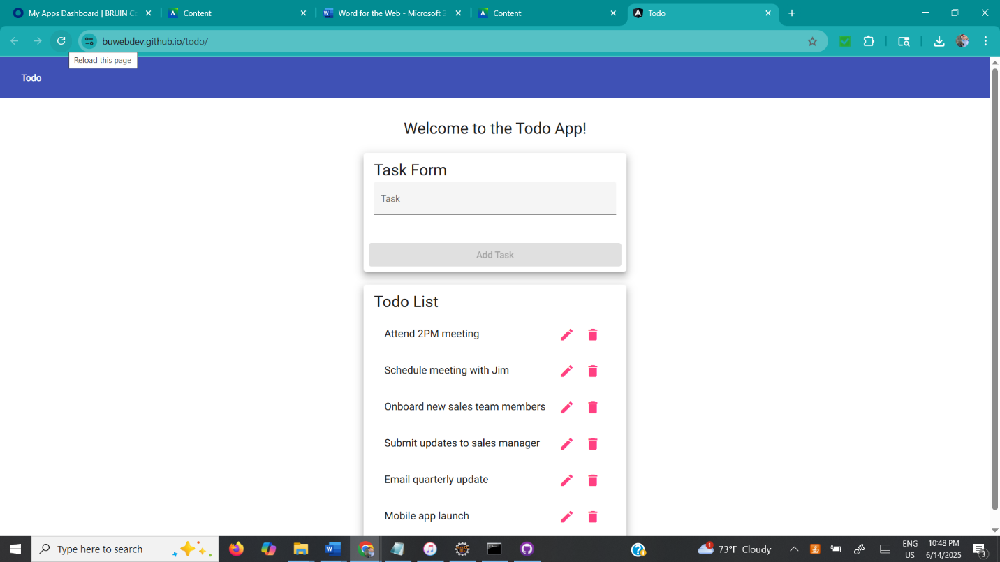 My Apps Dashboard | BRUIN Co
Content
Word for the Web - Microsoft 3
Content
Todo
buwebdev.github.io/todo/
Reload this page
Todo
Welcome to the Todo App!
Task Form
Task
Add Task
Todo List
Attend 2PM meeting
Schedule meeting with Jim
Onboard new sales team members
Submit updates to sales manager
Email quarterly update
Mobile app launch
Type here to search
1
73°F Cloudy
ENG
US
10:48 PM
6/14/2025
3